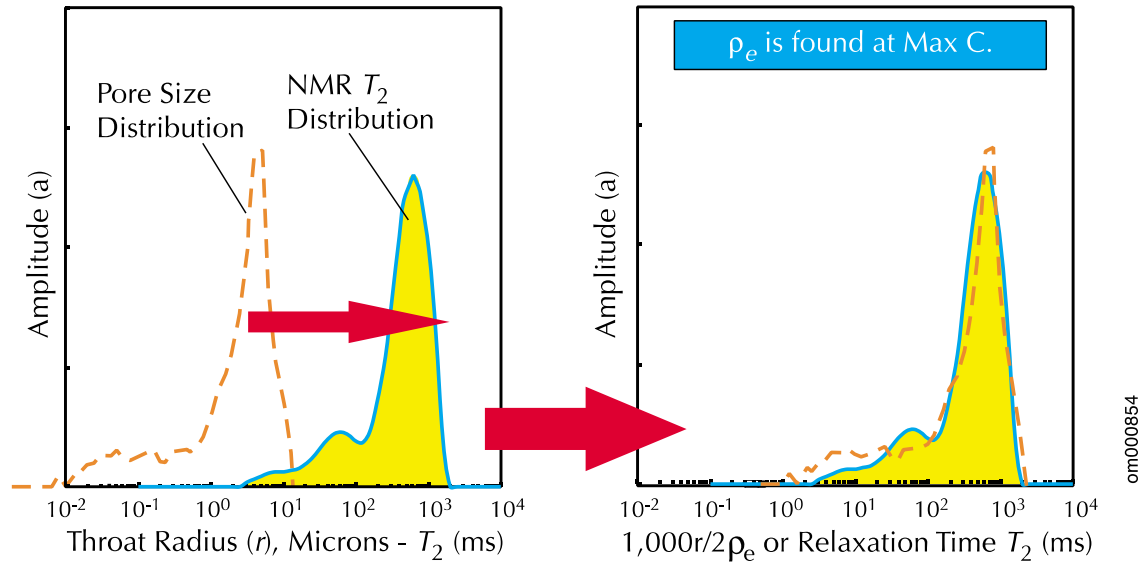 Pore Size
Distribution
NMR T₂
Distribution
Amplitude (a)
10⁻² 10⁻¹ 10⁰ 10¹ 10² 10³ 10⁴
Throat Radius (r), Microns - T₂ (ms)
ρₑ is found at Max C.
Amplitude (a)
10⁻² 10⁻¹ 10⁰ 10¹ 10² 10³ 10⁴
1,000r/2ρₑ or Relaxation Time T₂ (ms)
om000854